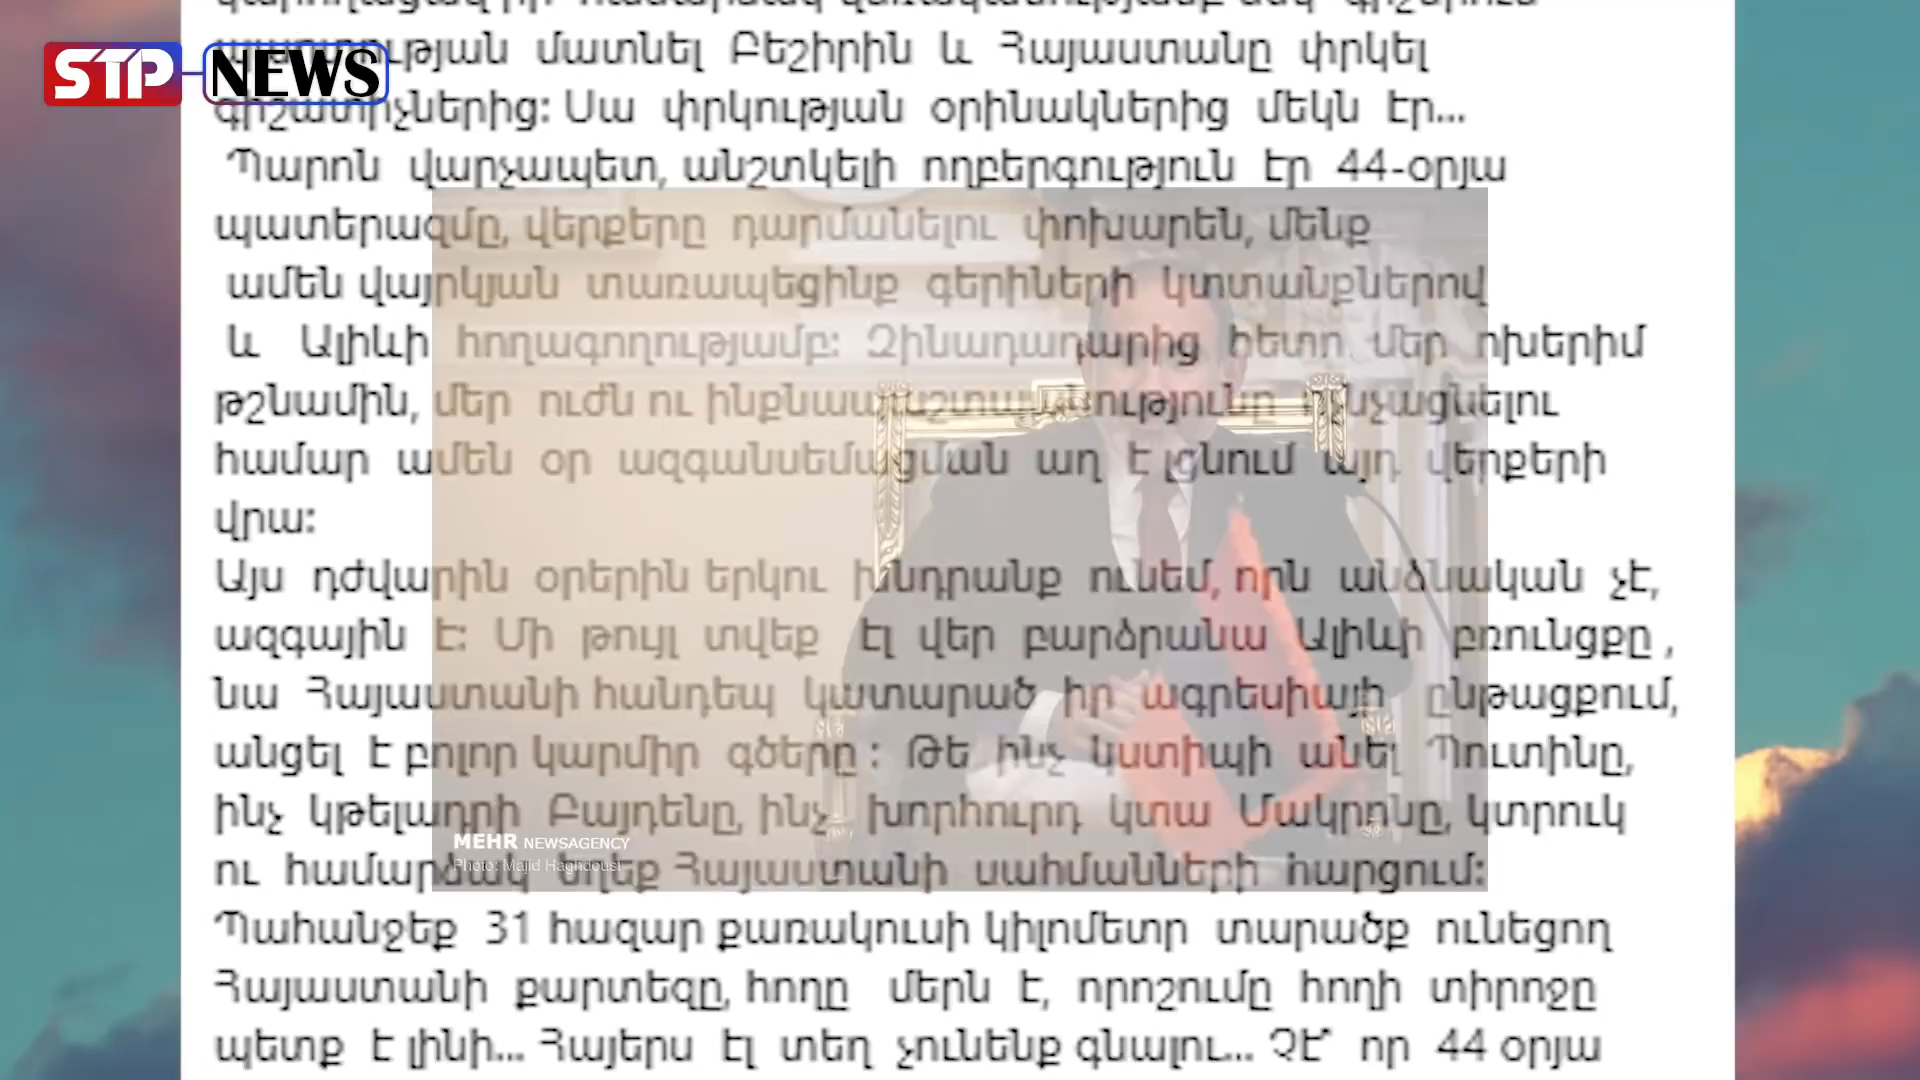 STP NEWS
մատնել Բեշիրին և Հայաստանը փրկել
գիշատիչներից: Սա փրկության օրինակներից մեկն էր...
Պարոն վարչապետ, անշտկելի ողբերգություն էր 44-օրյա
պատերազմը, վերքերը դարմանելու փոխարեն, մենք
ամեն վայրկյան տառապեցինք գերիների կտտանքներով
և Ալիևի հողագողությամբ: Զինադադարից հետո մեր ոխերիմ
թշնամին, մեր ուժն ու ինքնապաշտպանությունը ոչնչացնելու
համար ամեն օր ազգանսեմացման աղ է լցնում այդ վերքերի
վրա:
Այս դժվարին օրերին երկու խնդրանք ունեմ, որն անձնական չէ,
ազգային է: Մի թույլ տվեք էլ վեր բարձրանա Ալիևի բռունցքը ,
նա Հայաստանի հանդեպ կատարած իր ագրեսիայի ընթացքում,
անցել է բոլոր կարմիր գծերը : Թե ինչ կստիպի անել Պուտինը,
ինչ կթելադրի Բայդենը, ինչ խորհուրդ կտա Մակրոնը, կտրուկ
ու համարձակ եղեք Հայաստանի սահմանների հարցում:
MEHR NEWSAGENCY
Photo: Majid Haghdousi
Պահանջեք 31 հազար քառակուսի կիլոմետր տարածք ունեցող
Հայաստանի քարտեզը, հողը մերն է, որոշումը հողի տիրոջը
պետք է լինի... Հայերս էլ տեղ չունենք գնալու... Չէ՞ որ 44 օրյա